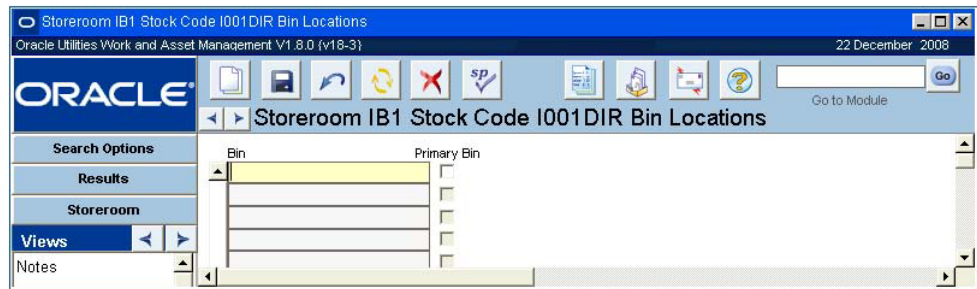 Storeroom IB1 Stock Code I001DIR Bin Locations
Oracle Utilities Work and Asset Management V1.8.0 (v18-3) 22 December 2008
ORACLE
sp
Go
Go to Module
Storeroom IB1 Stock Code I001DIR Bin Locations
Search Options
Results
Storeroom
Views
Notes
Bin Primary Bin